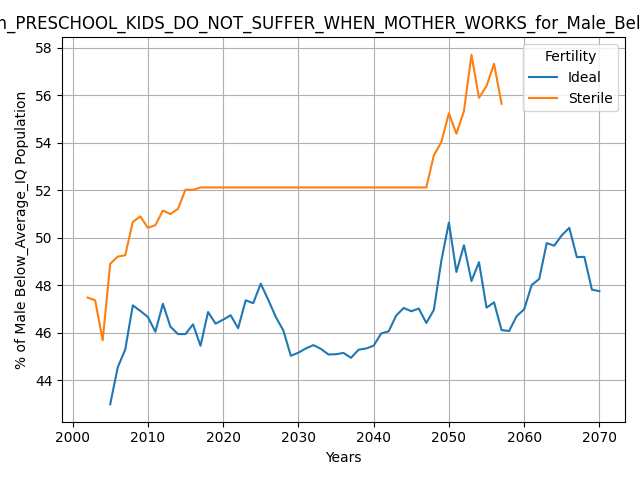 PRESCHOOL_KIDS_DO_NOT_SUFFER_WHEN_MOTHER_WORKS_for_Male_Be
58
56
54
52
50
48
46
44
% of Male Below_Average_IQ Population
Fertility
Ideal
Sterile
2000 2010 2020 2030 2040 2050 2060 2070
Years